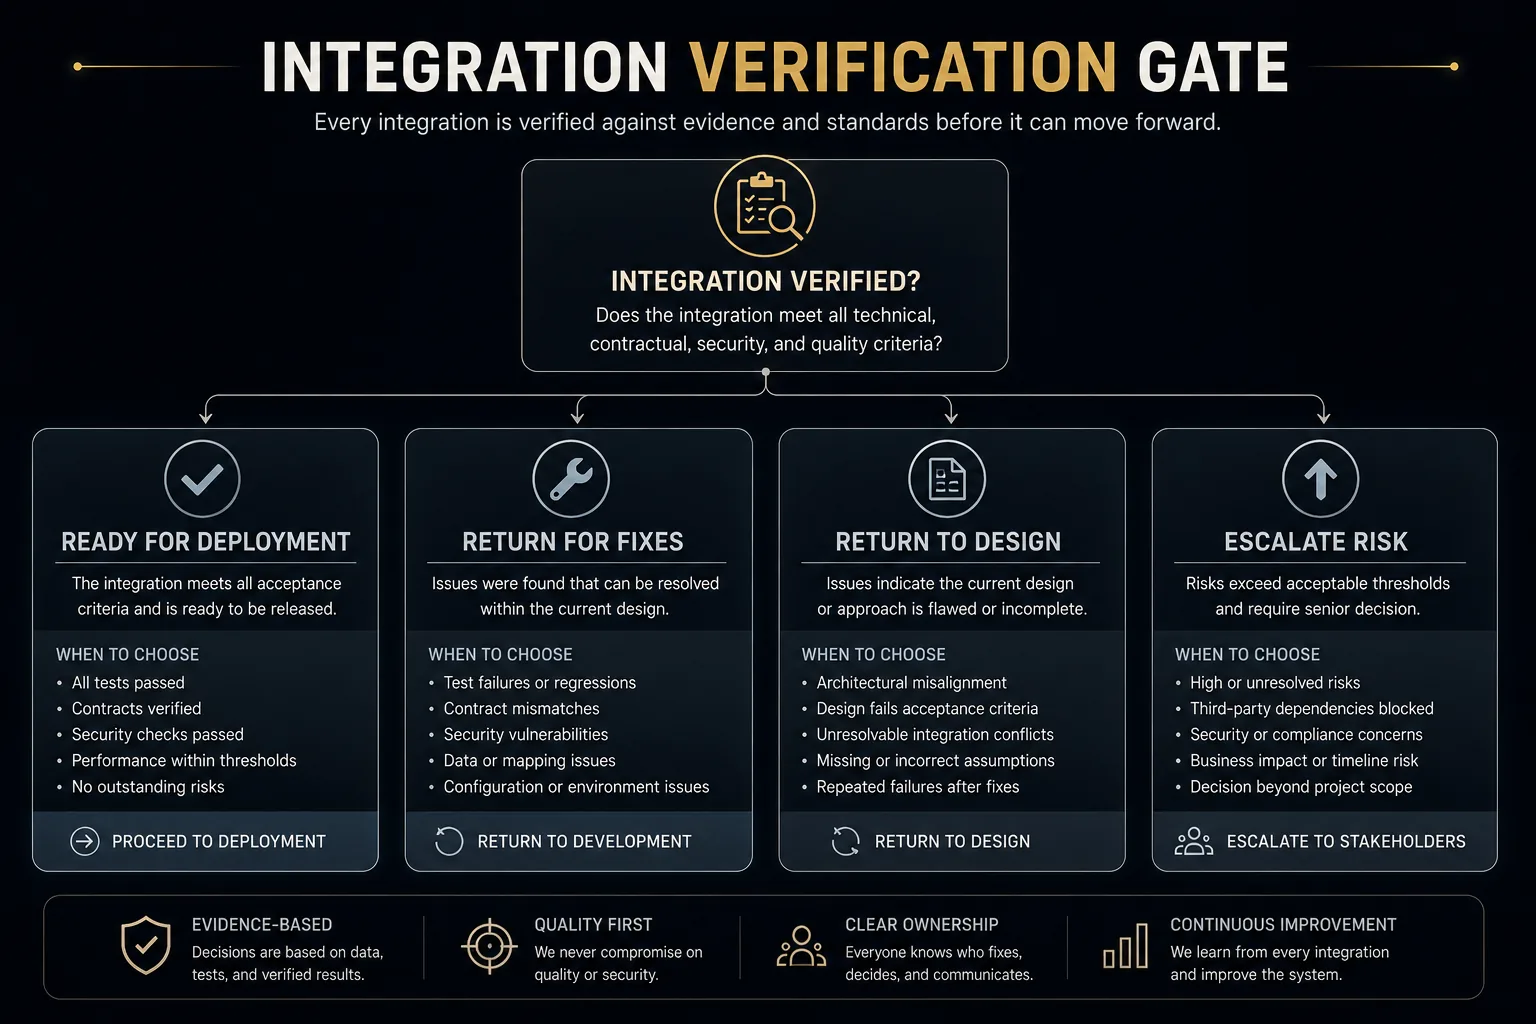 INTEGRATION VERIFICATION GATE
Every integration is verified against evidence and standards before it can move forward.
INTEGRATION VERIFIED?
Does the integration meet all technical,
contractual, security, and quality criteria?
READY FOR DEPLOYMENT
The integration meets all acceptance
criteria and is ready to be released.
WHEN TO CHOOSE
• All tests passed
• Contracts verified
• Security checks passed
• Performance within thresholds
• No outstanding risks
PROCEED TO DEPLOYMENT
RETURN FOR FIXES
Issues were found that can be resolved
within the current design.
WHEN TO CHOOSE
• Test failures or regressions
• Contract mismatches
• Security vulnerabilities
• Data or mapping issues
• Configuration or environment issues
RETURN TO DEVELOPMENT
RETURN TO DESIGN
Issues indicate the current design
or approach is flawed or incomplete.
WHEN TO CHOOSE
• Architectural misalignment
• Design fails acceptance criteria
• Unresolvable integration conflicts
• Missing or incorrect assumptions
• Repeated failures after fixes
RETURN TO DESIGN
ESCALATE RISK
Risks exceed acceptable thresholds
and require senior decision.
WHEN TO CHOOSE
• High or unresolved risks
• Third-party dependencies blocked
• Security or compliance concerns
• Business impact or timeline risk
• Decision beyond project scope
ESCALATE TO STAKEHOLDERS
EVIDENCE-BASED
Decisions are based on data,
tests, and verified results.
QUALITY FIRST
We never compromise on
quality or security.
CLEAR OWNERSHIP
Everyone knows who fixes,
decides, and communicates.
CONTINUOUS IMPROVEMENT
We learn from every integration
and improve the system.